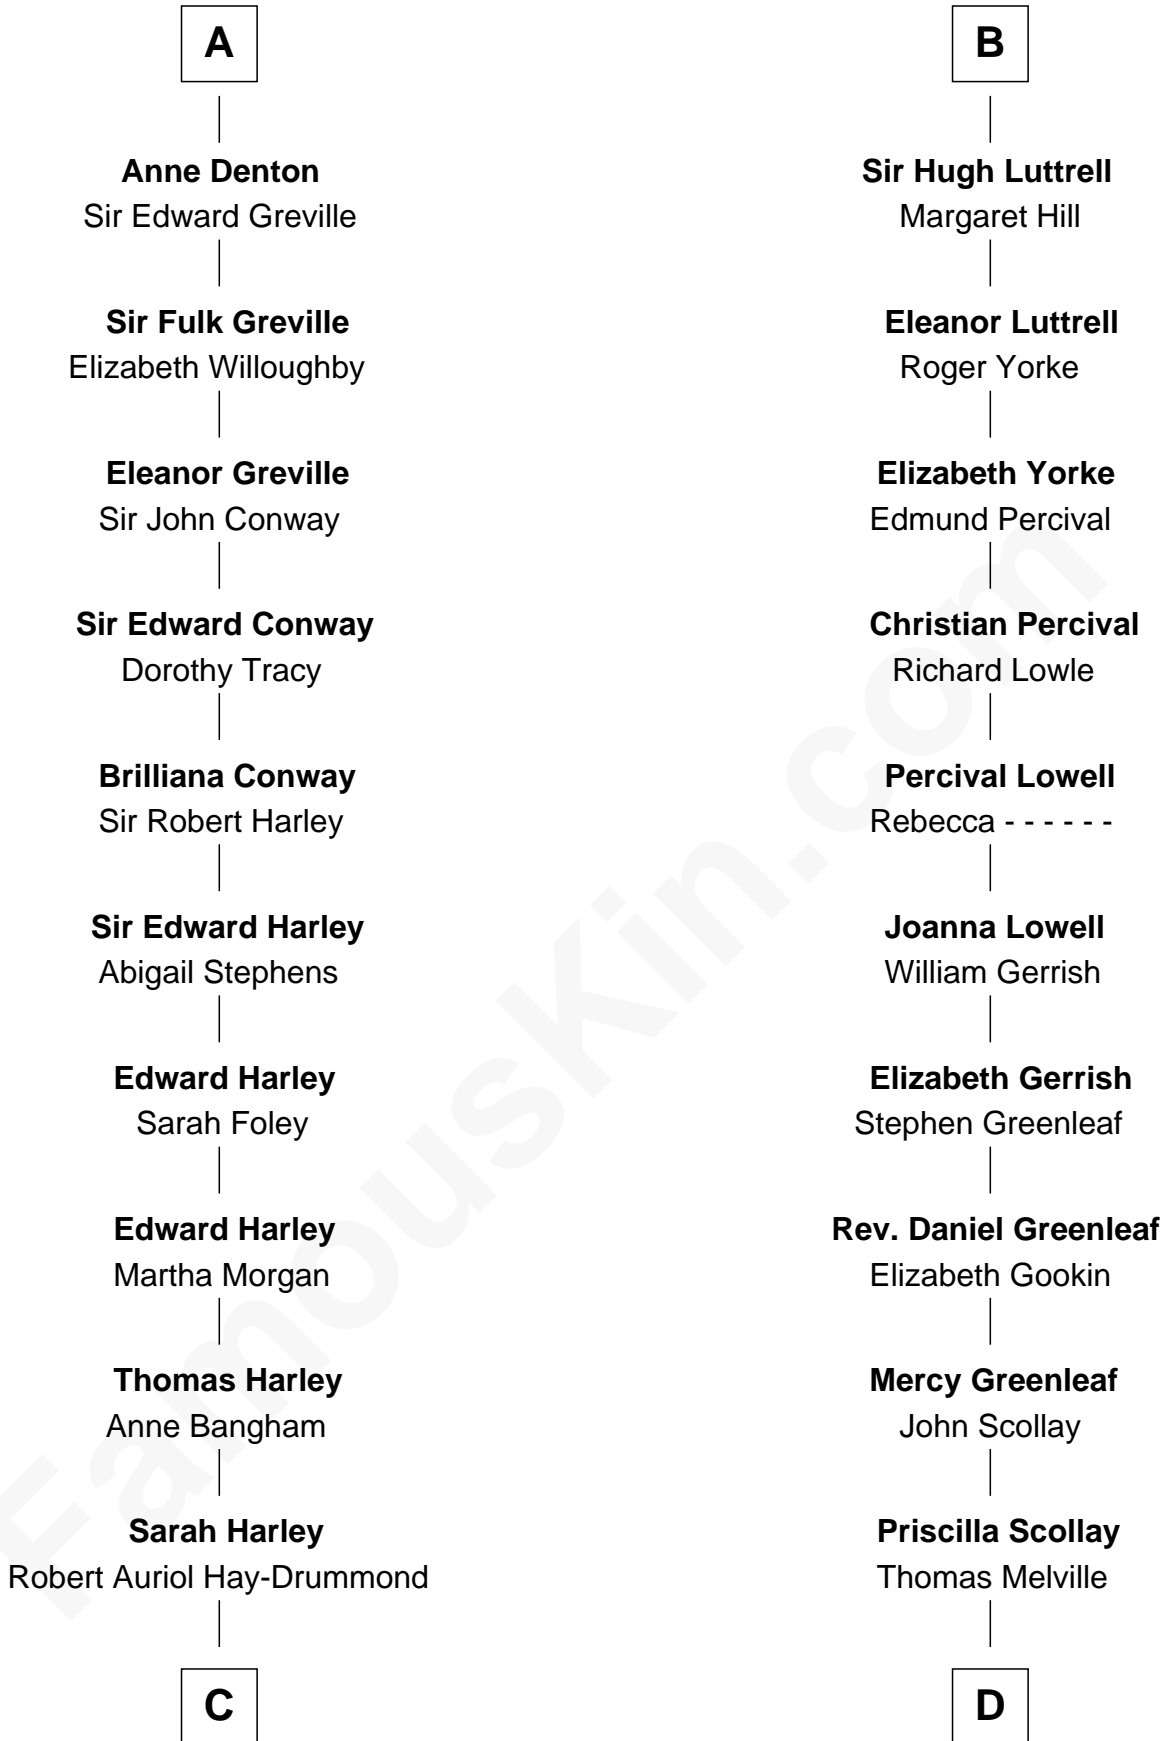 A
Anne Denton
Sir Edward Greville
Sir Fulk Greville
Elizabeth Willoughby
Eleanor Greville
Sir John Conway
Sir Edward Conway
Dorothy Tracy
Brilliana Conway
Sir Robert Harley
Sir Edward Harley
Abigail Stephens
Edward Harley
Sarah Foley
Edward Harley
Martha Morgan
Thomas Harley
Anne Bangham
Sarah Harley
Robert Auriol Hay-Drummond
C
B
Sir Hugh Luttrell
Margaret Hill
Eleanor Luttrell
Roger Yorke
Elizabeth Yorke
Edmund Percival
Christian Percival
Richard Lowle
Percival Lowell
Rebecca - - - - - -
Joanna Lowell
William Gerrish
Elizabeth Gerrish
Stephen Greenleaf
Rev. Daniel Greenleaf
Elizabeth Gookin
Mercy Greenleaf
John Scollay
Priscilla Scollay
Thomas Melville
D
FamousKin.com